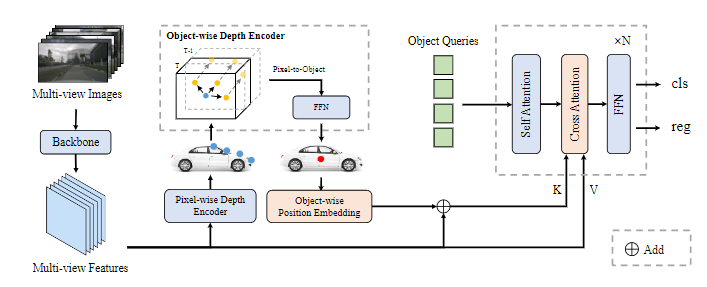 Object-wise Depth Encoder
T-1
T
Pixel-to-Object
FFN
Multi-view Images
Backbone
Multi-view Features
Pixel-wise Depth
Encoder
Object-wise
Position Embedding
Object Queries
Self Attention
Cross Attention
FFN
×N
cls
reg
K
V
Add